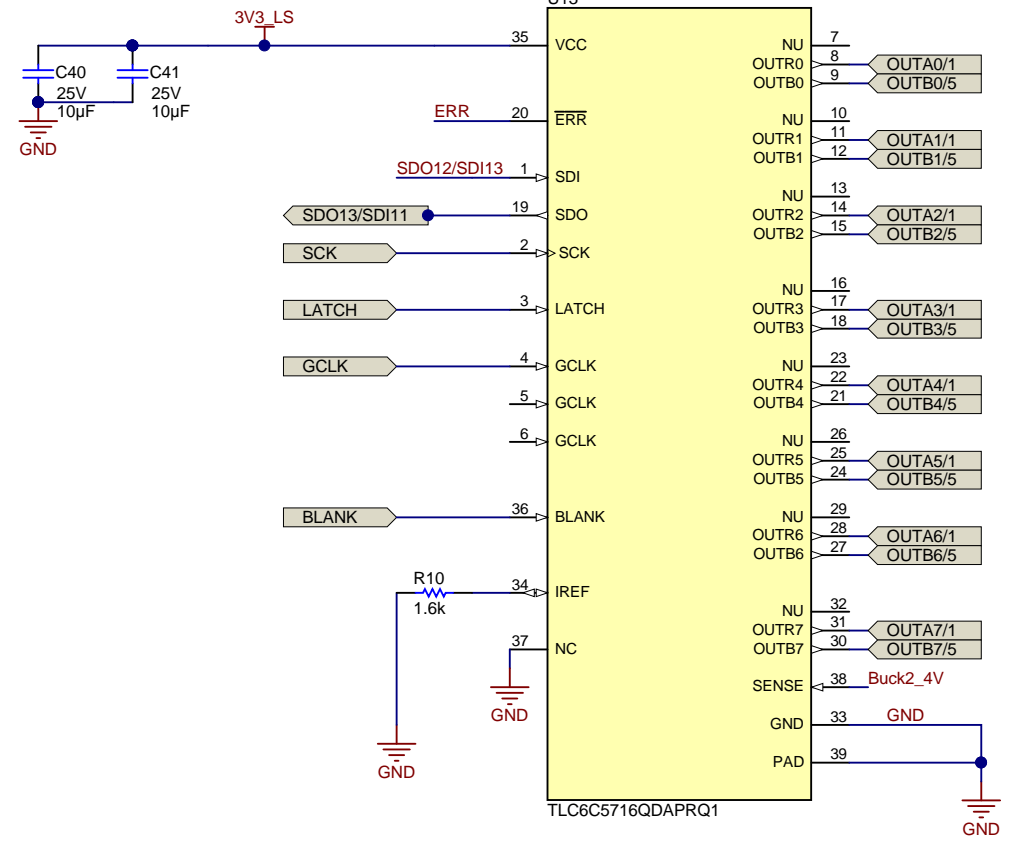 3V3_LS
35
VCC
C40
25V
10µF
C41
25V
10µF
GND
ERR
20
ERR
SDO12/SDI13
1
SDI
SDO13/SDI11
19
SDO
SCK
2
SCK
LATCH
3
LATCH
GCLK
4
GCLK
5
GCLK
6
GCLK
BLANK
36
BLANK
R10
1.6k
34
IREF
37
NC
GND
GND
NU
7
OUTR0
8
OUTA0/1
OUTB0
9
OUTB0/5
NU
10
OUTR1
11
OUTA1/1
OUTB1
12
OUTB1/5
NU
13
OUTR2
14
OUTA2/1
OUTB2
15
OUTB2/5
NU
16
OUTR3
17
OUTA3/1
OUTB3
18
OUTB3/5
NU
23
OUTR4
22
OUTA4/1
OUTB4
21
OUTB4/5
NU
26
OUTR5
25
OUTA5/1
OUTB5
24
OUTB5/5
NU
29
OUTR6
28
OUTA6/1
OUTB6
27
OUTB6/5
NU
32
OUTR7
31
OUTA7/1
OUTB7
30
OUTB7/5
SENSE
38
Buck2_4V
GND
33
GND
PAD
39
GND
TLC6C5716QDAPRQ1